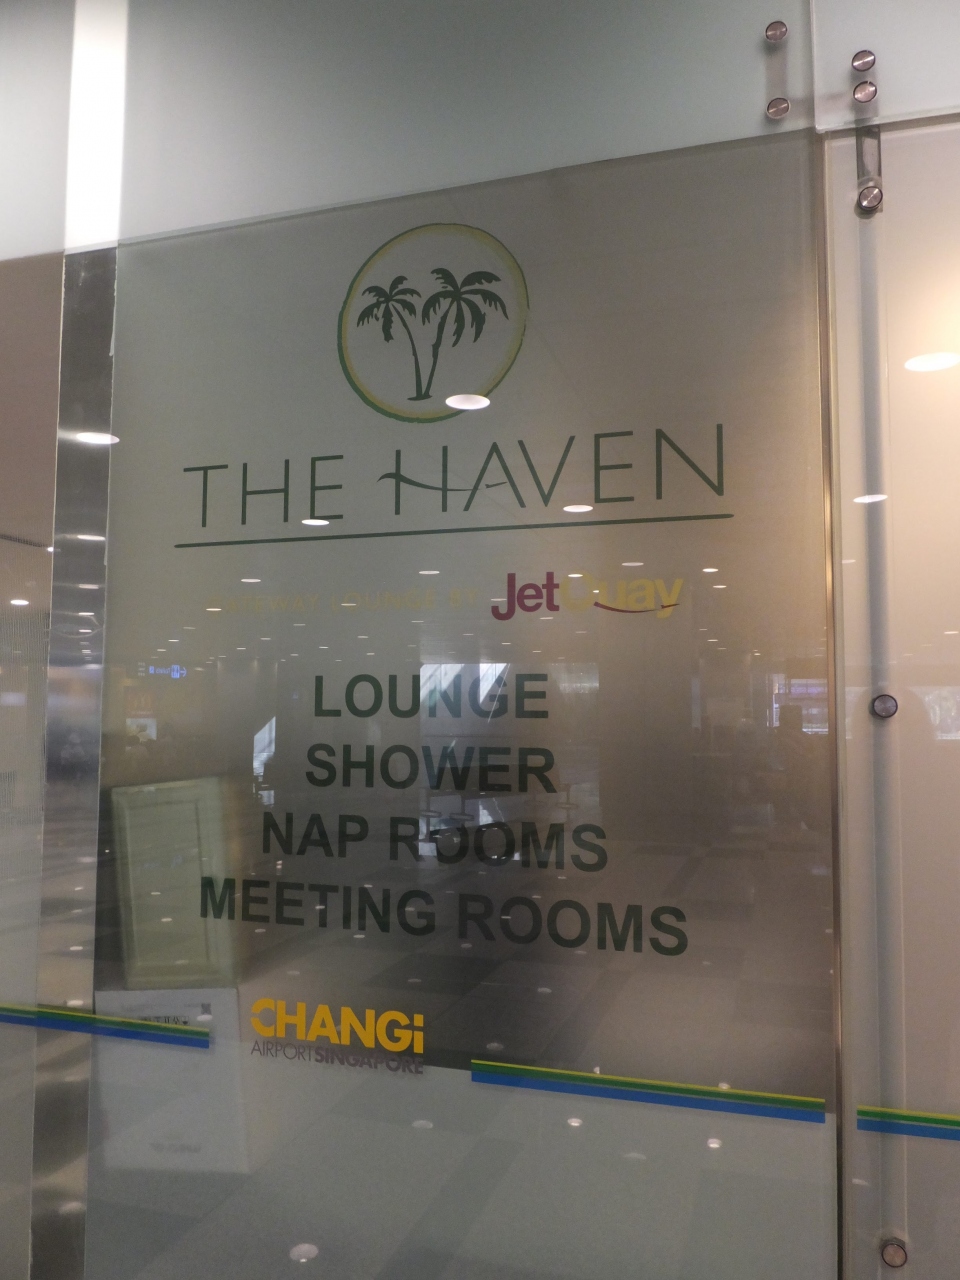 THE HAVEN
GATEWAY LOUNGE BY JetQuay
LOUNGE
SHOWER
NAP ROOMS
MEETING ROOMS
CHANGi
AIRPORT SINGAPORE